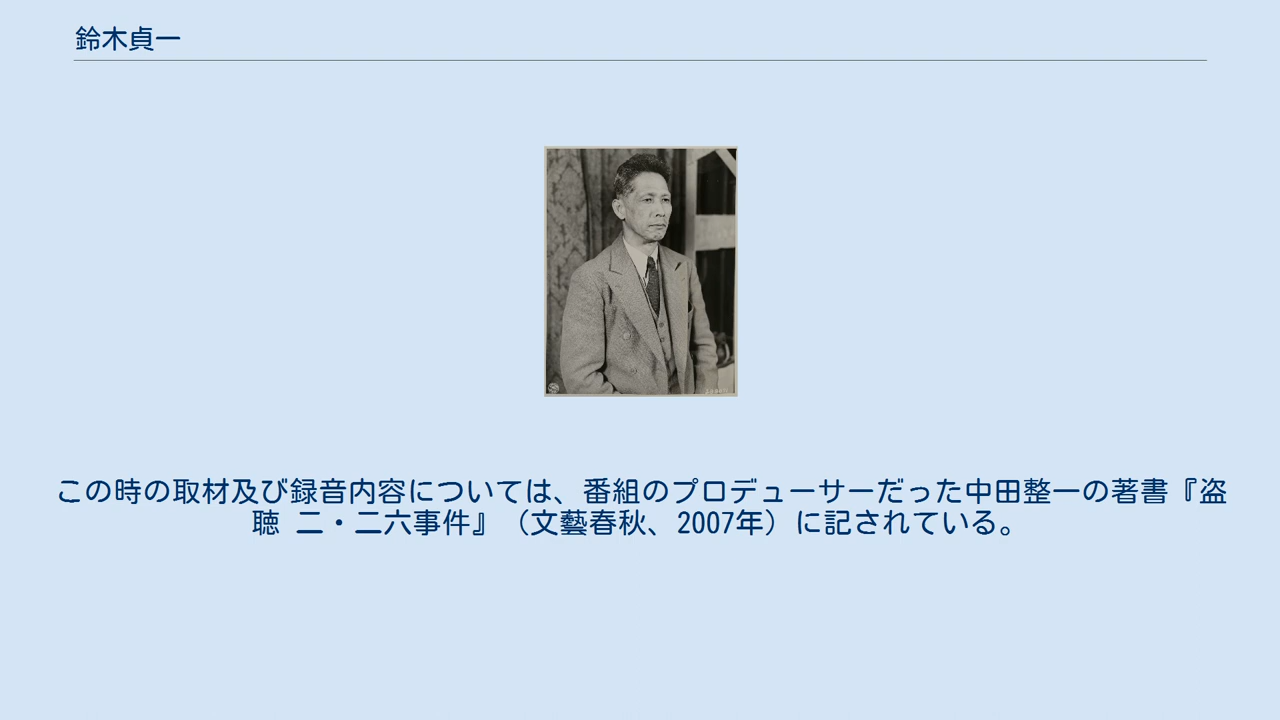 鈴木貞一
この時の取材及び録音内容については、番組のプロデューサーだった中田整一の著書『盗
聴 二・二六事件』（文藝春秋、2007年）に記されている。